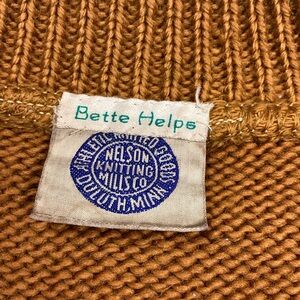 Bette Helps
ATHLETIC KNITTED GOODS
NELSON
KNITTING
MILLS CO.
DULUTH, MINN.